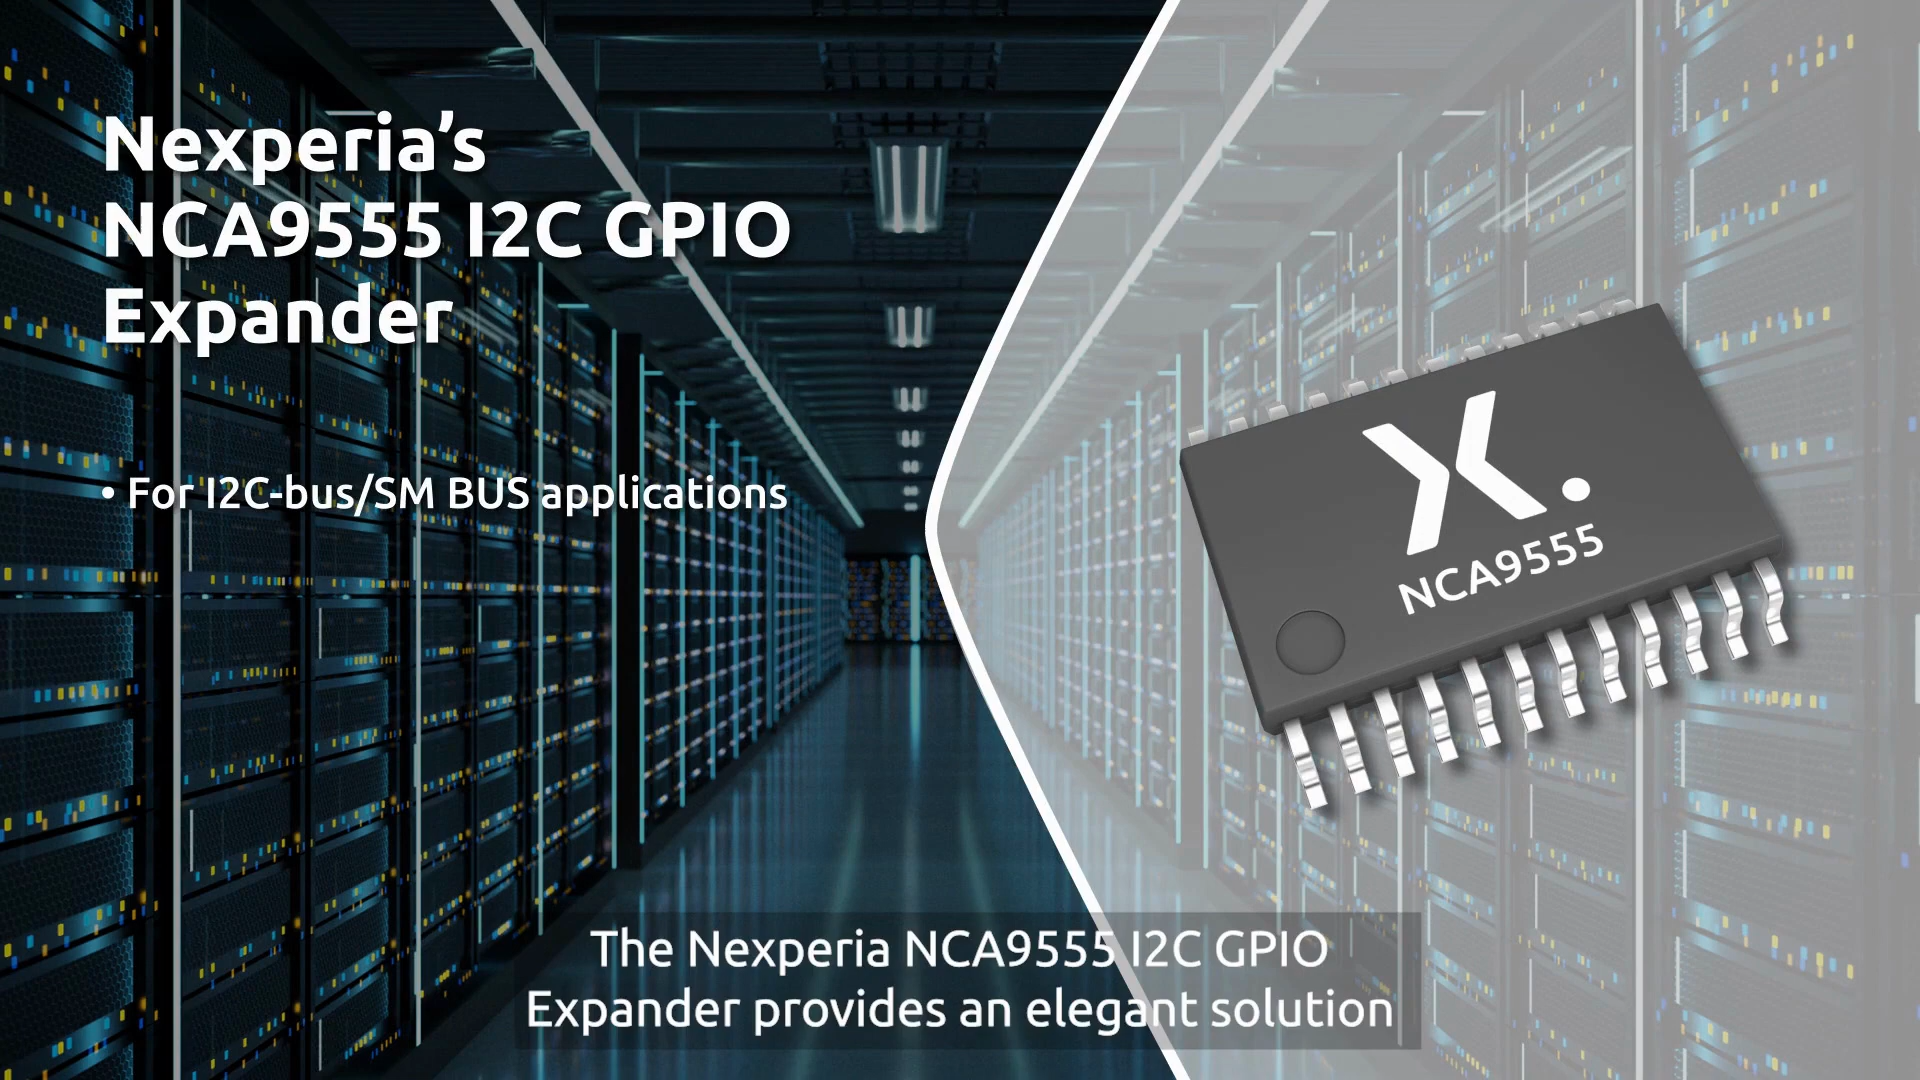 Nexperia’s
NCA9555 I2C GPIO
Expander
• For I2C-bus/SM BUS applications
NCA9555
The Nexperia NCA9555 I2C GPIO
Expander provides an elegant solution